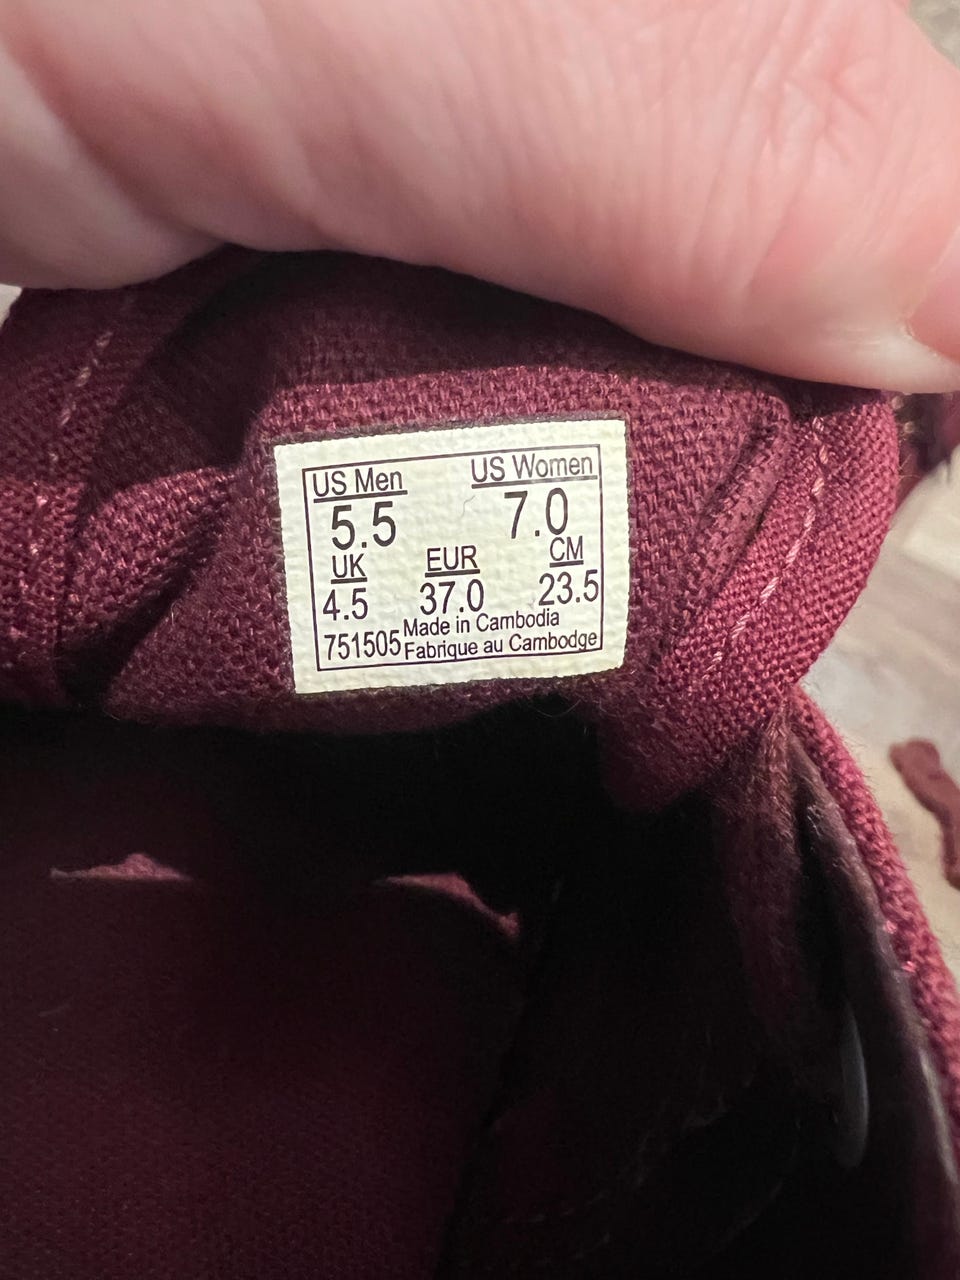 US Men US Women
5.5 7.0
UK EUR CM
4.5 37.0 23.5
751505 Made in Cambodia
Fabrique au Cambodge